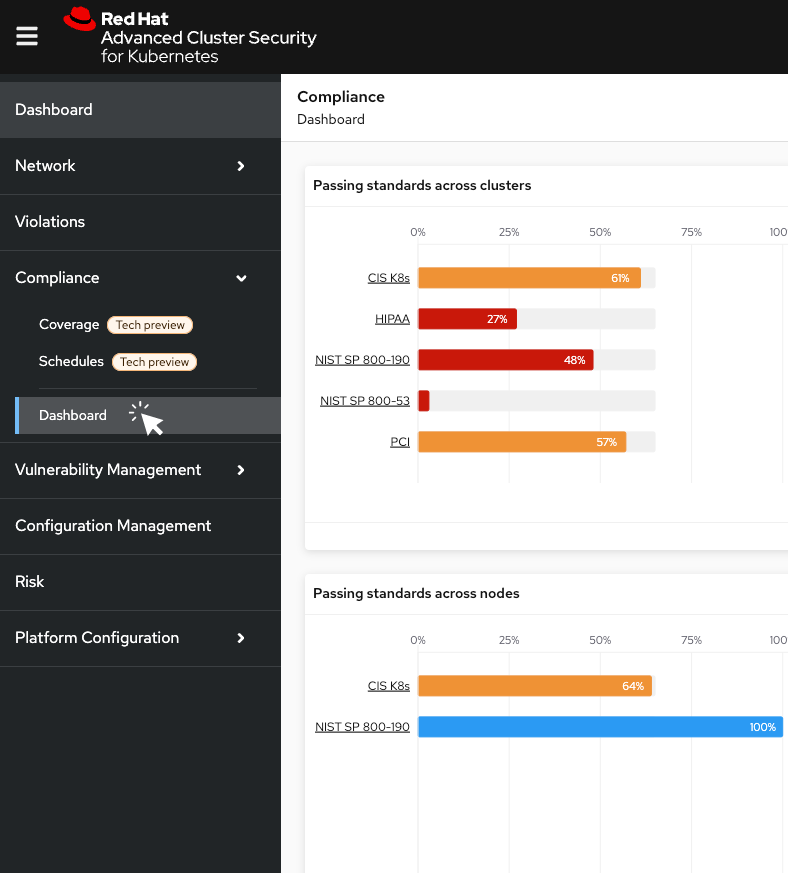 Red Hat
Advanced Cluster Security
for Kubernetes
Dashboard
Network
Violations
Compliance
Coverage Tech preview
Schedules Tech preview
Dashboard
Vulnerability Management
Configuration Management
Risk
Platform Configuration
Compliance
Dashboard
Passing standards across clusters
0% 25% 50% 75% 100
CIS K8s 61%
HIPAA 27%
NIST SP 800-190 48%
NIST SP 800-53
PCI 57%
Passing standards across nodes
0% 25% 50% 75% 100
CIS K8s 64%
NIST SP 800-190 100%